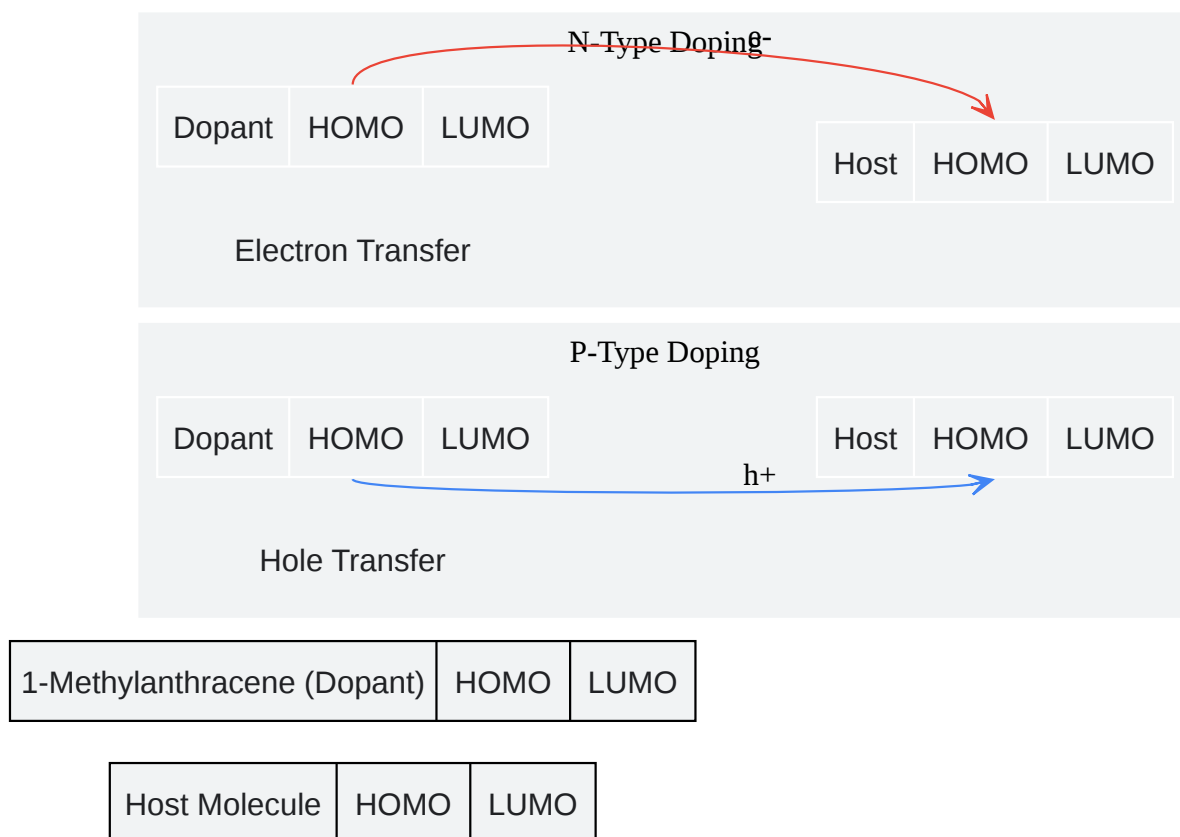 N-Type Doping
e-
Dopant HOMO LUMO
Host HOMO LUMO
Electron Transfer
P-Type Doping
Dopant HOMO LUMO
Host HOMO LUMO
h+
Hole Transfer
1-Methylanthracene (Dopant) HOMO LUMO
Host Molecule HOMO LUMO